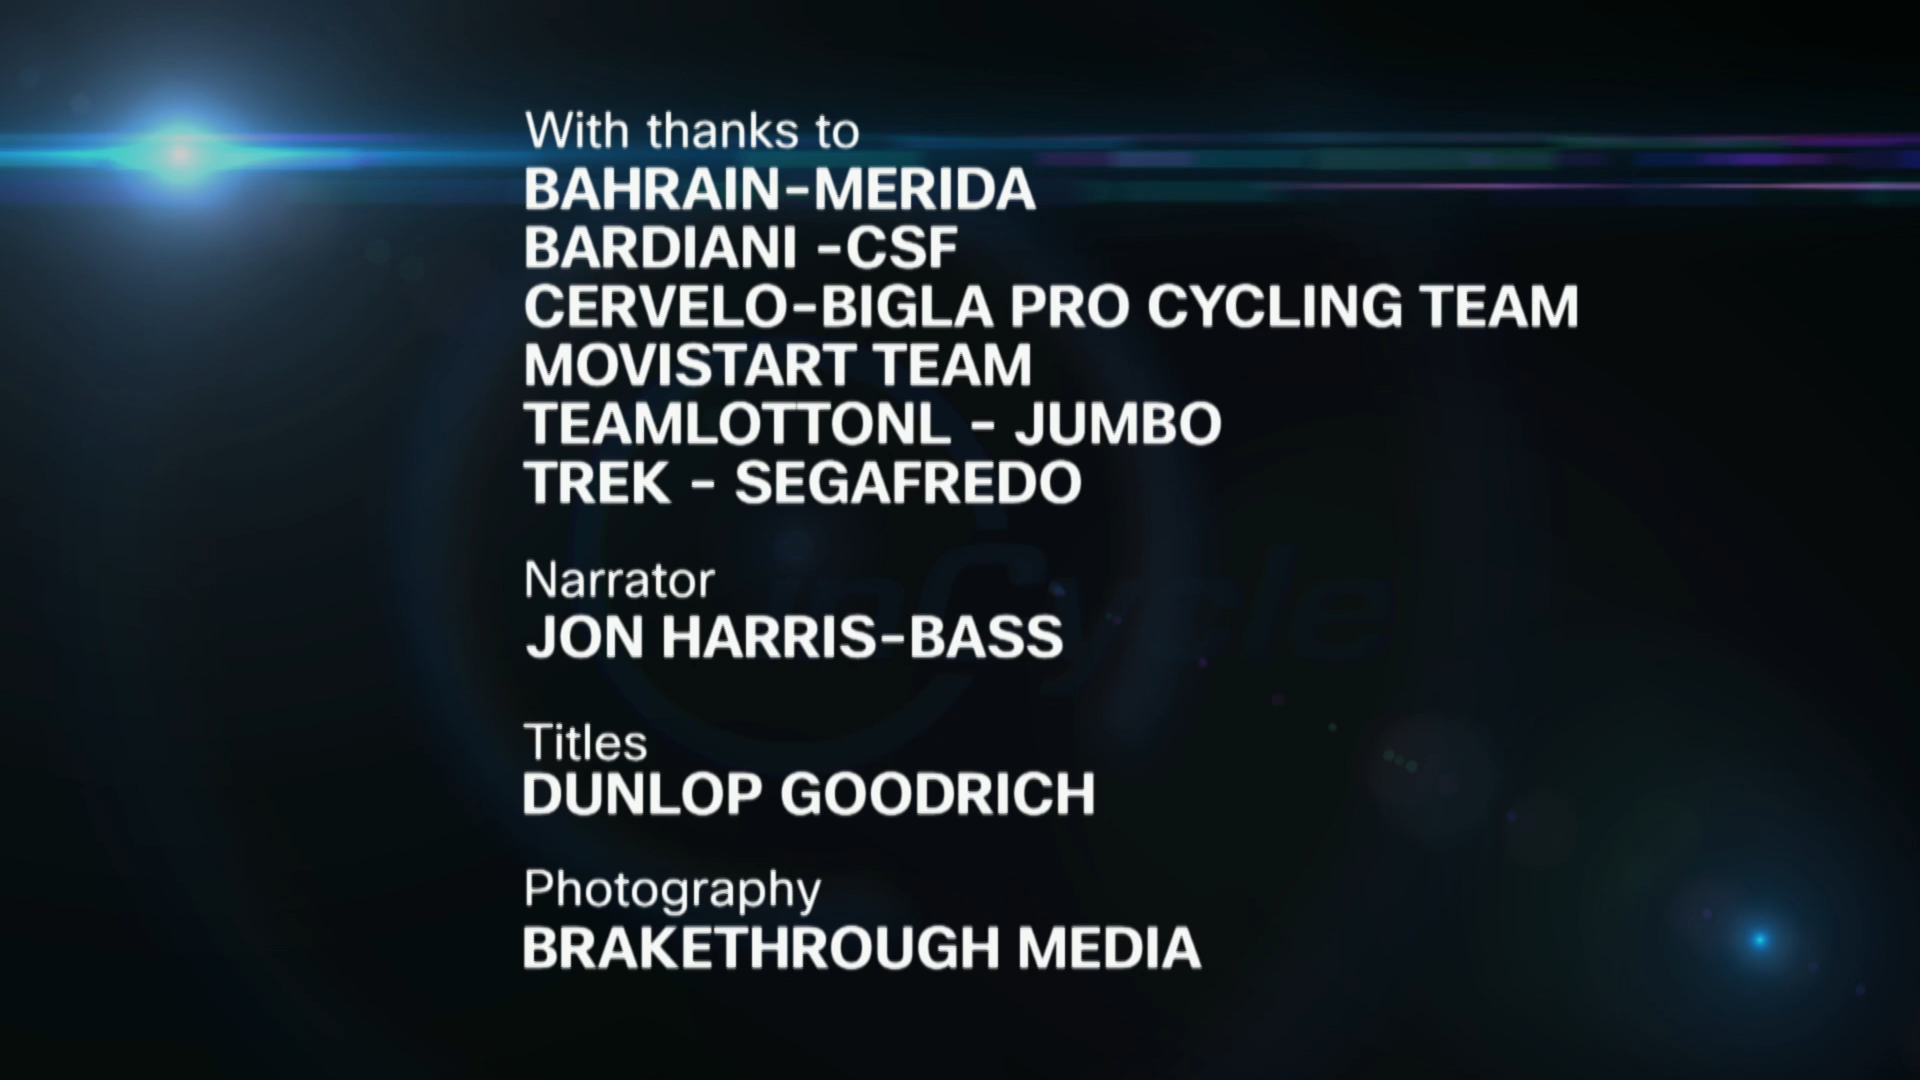 With thanks to
BAHRAIN-MERIDA
BARDIANI -CSF
CERVELO-BIGLA PRO CYCLING TEAM
MOVISTART TEAM
TEAMLOTTONL - JUMBO
TREK - SEGAFREDO
Narrator
inCycle
JON HARRIS-BASS
Titles
DUNLOP GOODRICH
Photography
BRAKETHROUGH MEDIA